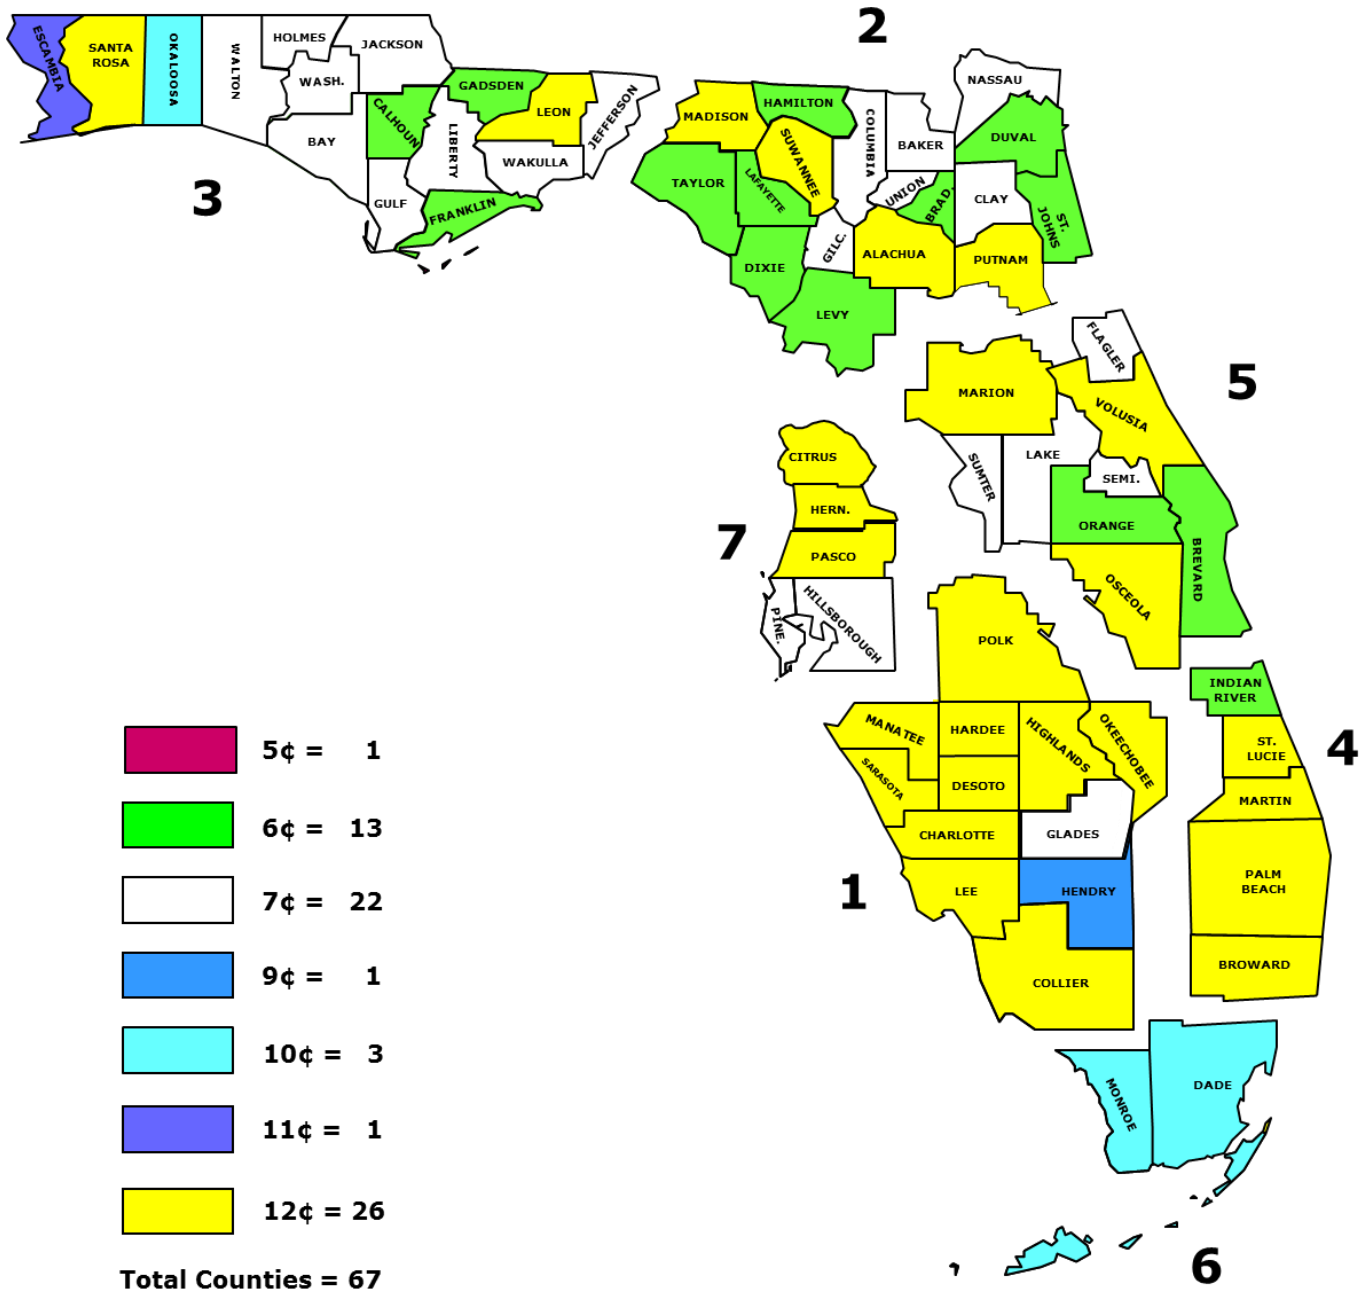 2
ESCAMBIA
SANTA
ROSA
OKALOOSA
WALTON
HOLMES
JACKSON
WASH.
BAY
CALHOUN
GADSDEN
LIBERTY
LEON
JEFFERSON
WAKULLA
GULF
FRANKLIN
3
MADISON
HAMILTON
SUWANNEE
TAYLOR
LAFAYETTE
COLUMBIA
BAKER
NASSAU
DUVAL
UNION
BRAD.
CLAY
ST.
JOHNS
DIXIE
GILC.
ALACHUA
PUTNAM
LEVY
FLAGLER
5
MARION
VOLUSIA
CITRUS
SUMTER
LAKE
SEMI.
HERN.
ORANGE
7
PASCO
BREVARD
OSCEOLA
PINE.
HILLSBOROUGH
POLK
INDIAN
RIVER
MANATEE
HARDEE
HIGHLANDS
OKEECHOBEE
ST.
LUCIE
4
SARASOTA
DESOTO
MARTIN
CHARLOTTE
GLADES
1
LEE
HENDRY
PALM
BEACH
COLLIER
BROWARD
MONROE
DADE
6
5¢ = 1
6¢ = 13
7¢ = 22
9¢ = 1
10¢ = 3
11¢ = 1
12¢ = 26
Total Counties = 67